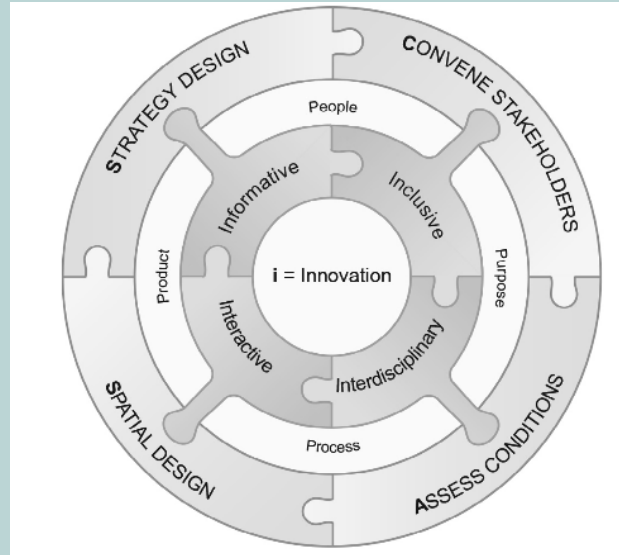 STRATEGY DESIGN
CONVENE STAKEHOLDERS
People
Informative
Inclusive
Product
i = Innovation
Purpose
Interactive
Interdisciplinary
Process
SPATIAL DESIGN
ASSESS CONDITIONS